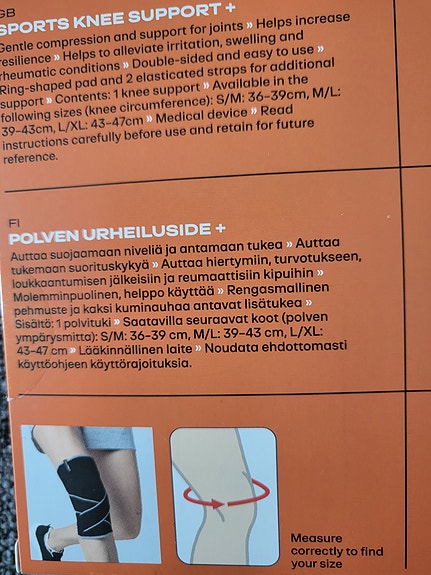 GB
SPORTS KNEE SUPPORT +
Gentle compression and support for joints » Helps increase
resilience » Helps to alleviate irritation, swelling and
rheumatic conditions » Double-sided and easy to use »
Ring-shaped pad and 2 elasticated straps for additional
support » Contents: 1 knee support » Available in the
following sizes (knee circumference): S/M: 36–39cm, M/L:
39-43cm, L/XL: 43-47cm » Medical device » Read
instructions carefully before use and retain for future
reference.
FI
POLVEN URHEILUSIDE +
Auttaa suojaamaan niveliä ja antamaan tukea » Auttaa
tukemaan suorituskykyä » Auttaa hiertymiin, turvotukseen,
loukkaantumisen jälkeisiin ja reumaattisiin kipuihin »
Molemminpuolinen, helppo käyttää » Rengasmallinen
pehmuste ja kaksi kuminauhaa antavat lisätukea »
Sisältö: 1 polvituki » Saatavilla seuraavat koot (polven
ympärysmitta): S/M: 36–39 cm, M/L: 39–43 cm, L/XL:
43-47 cm » Lääkinnällinen laite » Noudata ehdottomasti
käyttöohjeen käyttörajoituksia.
Measure
correctly to find
your size